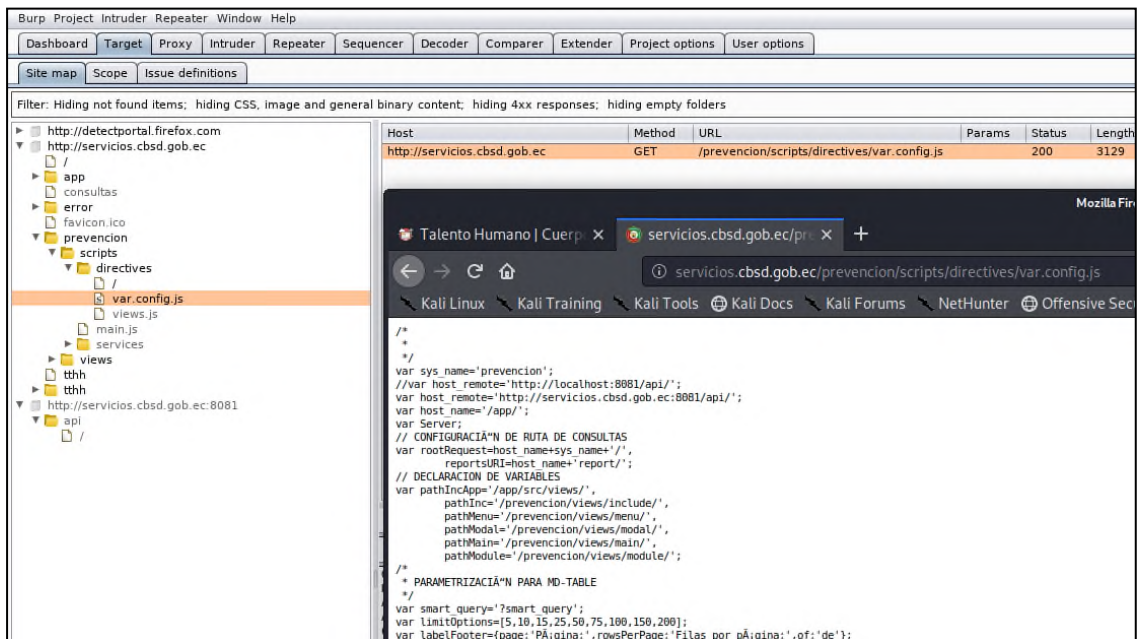 Burp Project Intruder Repeater Window Help
Dashboard Target Proxy Intruder Repeater Sequencer Decoder Comparer Extender Project options User options
Site map Scope Issue definitions
Filter: Hiding not found items; hiding CSS, image and general binary content; hiding 4xx responses; hiding empty folders
http://detectportal.firefox.com
http://servicios.cbsd.gob.ec
/
app
consultas
error
favicon.ico
prevencion
scripts
directives
/
var.config.js
views.js
main.js
services
views
tthh
tthh
http://servicios.cbsd.gob.ec:8081
api
/
Host Method URL Params Status Length
http://servicios.cbsd.gob.ec GET /prevencion/scripts/directives/var.config.js 200 3129
Mozilla Fir
Talento Humano | Cuerp servicios.cbsd.gob.ec/pr
servicios.cbsd.gob.ec/prevencion/scripts/directives/var.config.js
Kali Linux Kali Training Kali Tools Kali Docs Kali Forums NetHunter Offensive Sec
/*
*
*/
var sys_name='prevencion';
//var host_remote='http://localhost:8081/api/';
var host_remote='http://servicios.cbsd.gob.ec:8081/api/';
var host_name='/app/';
var Server;
// CONFIGURACIÃ“N DE RUTA DE CONSULTAS
var rootRequest=host_name+sys_name+'/',
reportsURI=host_name+'report/';
// DECLARACION DE VARIABLES
var pathIncApp='/app/src/views/',
pathInc='/prevencion/views/include/',
pathMenu='/prevencion/views/menu/',
pathModal='/prevencion/views/modal/',
pathMain='/prevencion/views/main/',
pathModule='/prevencion/views/module/';
/*
* PARAMETRIZACIÃ“N PARA MD-TABLE
*/
var smart_query='?smart_query';
var limitOptions=[5,10,15,25,50,75,100,150,200];
var labelFooter={page:'PÃ¡gina:',rowsPerPage:'Filas por pÃ¡gina:',of:'de'};